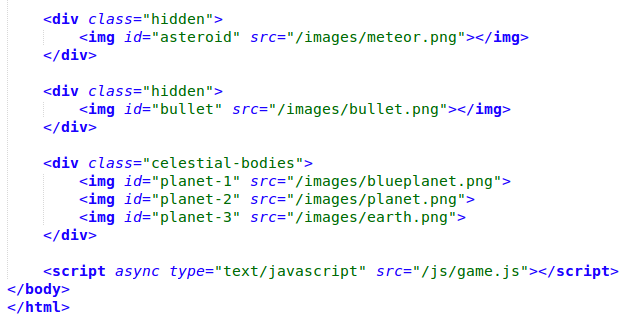 <div class="hidden">
<img id="asteroid" src="/images/meteor.png"></img>
</div>
<div class="hidden">
<img id="bullet" src="/images/bullet.png"></img>
</div>
<div class="celestial-bodies">
<img id="planet-1" src="/images/blueplanet.png">
<img id="planet-2" src="/images/planet.png">
<img id="planet-3" src="/images/earth.png">
</div>
<script async type="text/javascript" src="/js/game.js"></script>
</body>
</html>